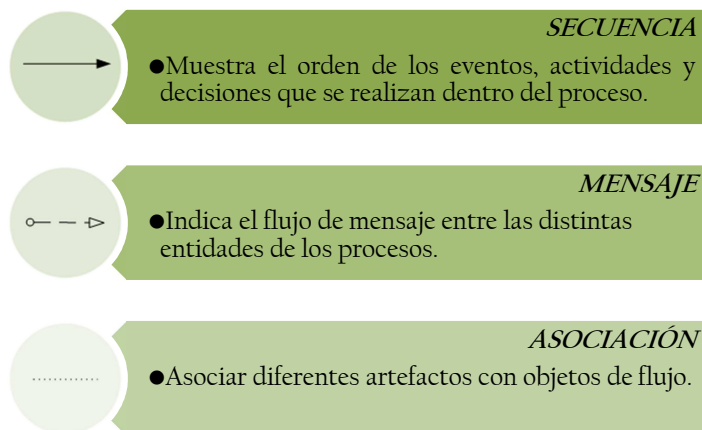 SECUENCIA
●Muestra el orden de los eventos, actividades y
decisiones que se realizan dentro del proceso.
MENSAJE
●Indica el flujo de mensaje entre las distintas
entidades de los procesos.
ASOCIACIÓN
●Asociar diferentes artefactos con objetos de flujo.